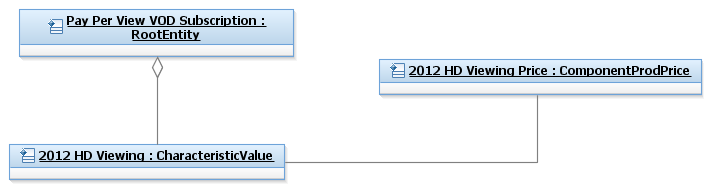 Pay Per View VOD Subscription :
RootEntity
2012 HD Viewing Price : ComponentProdPrice
2012 HD Viewing : CharacteristicValue